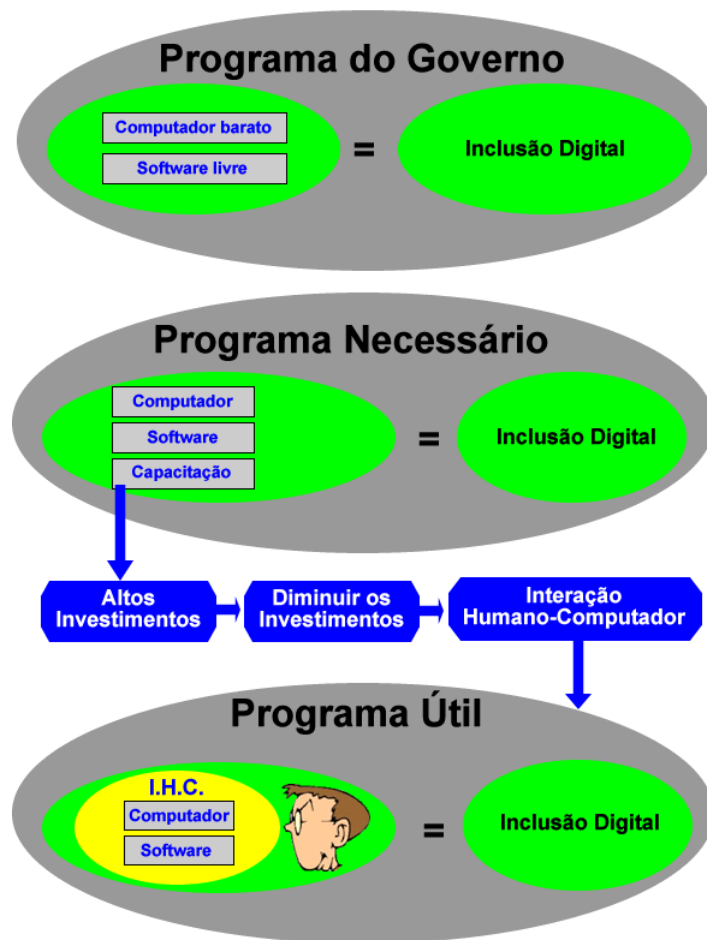 Programa do Governo
Computador barato
Software livre
=
Inclusão Digital
Programa Necessário
Computador
Software
Capacitação
=
Inclusão Digital
Altos
Investimentos
Diminuir os
Investimentos
Interação
Humano-Computador
Programa Útil
I.H.C.
Computador
Software
=
Inclusão Digital